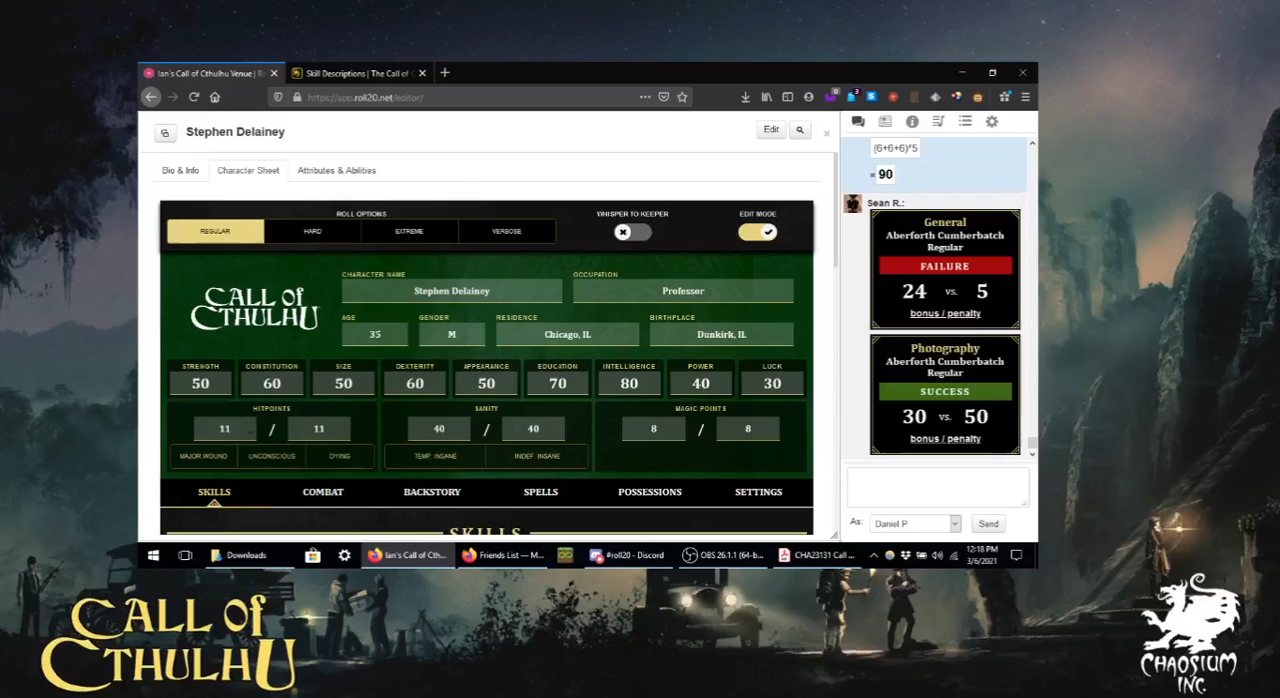 Ian's Call of Cthulhu Venue | R
Skill Descriptions | The Call of
https://app.roll20.net/editor/
0
3
Stephen Delainey
Edit
Bio & Info
Character Sheet
Attributes & Abilities
ROLL OPTIONS
WHISPER TO KEEPER
EDIT MODE
REGULAR
HARD
EXTREME
VERBOSE
CALL of
CTHULHU
CHARACTER NAME
OCCUPATION
Stephen Delainey
Professor
AGE
GENDER
RESIDENCE
BIRTHPLACE
35
M
Chicago, IL
Dunkirk, IL
STRENGTH
CONSTITUTION
SIZE
DEXTERITY
APPEARANCE
EDUCATION
INTELLIGENCE
POWER
LUCK
50
60
50
60
50
70
80
40
30
HITPOINTS
SANITY
MAGIC POINTS
11 / 11
40 / 40
8 / 8
MAJOR WOUND
UNCONSCIOUS
DYING
TEMP. INSANE
INDEF. INSANE
SKILLS
COMBAT
BACKSTORY
SPELLS
POSSESSIONS
SETTINGS
SKILLS
(6+6+6)*5
= 90
Sean R.:
General
Aberforth Cumberbatch
Regular
FAILURE
24 vs. 5
bonus / penalty
Photography
Aberforth Cumberbatch
Regular
SUCCESS
30 vs. 50
bonus / penalty
As:
Daniel P.
Send
Downloads
Ian's Call of Cth...
Friends List — M...
#roll20 - Discord
OBS 26.1.1 (64-b...
CHA23131 Call ...
12:18 PM
3/6/2021
CALL of
CTHULHU
CHAOSIUM
INC.